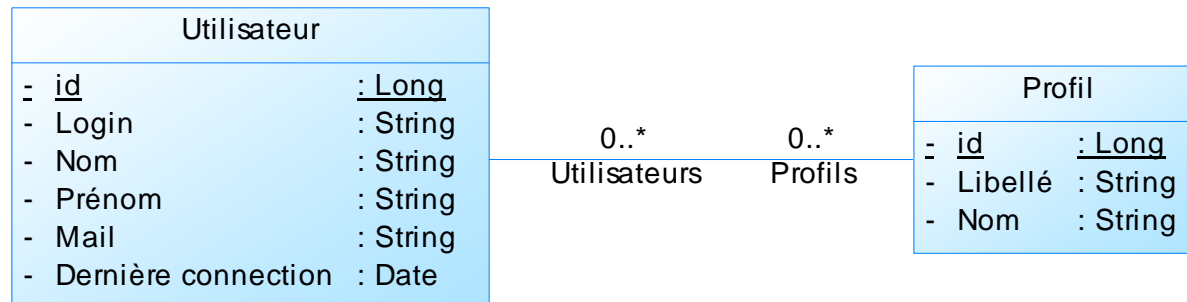 Utilisateur
- id : Long
- Login : String
- Nom : String
- Prénom : String
- Mail : String
- Dernière connection : Date
0..* 0..*
Utilisateurs Profils
Profil
- id : Long
- Libellé : String
- Nom : String